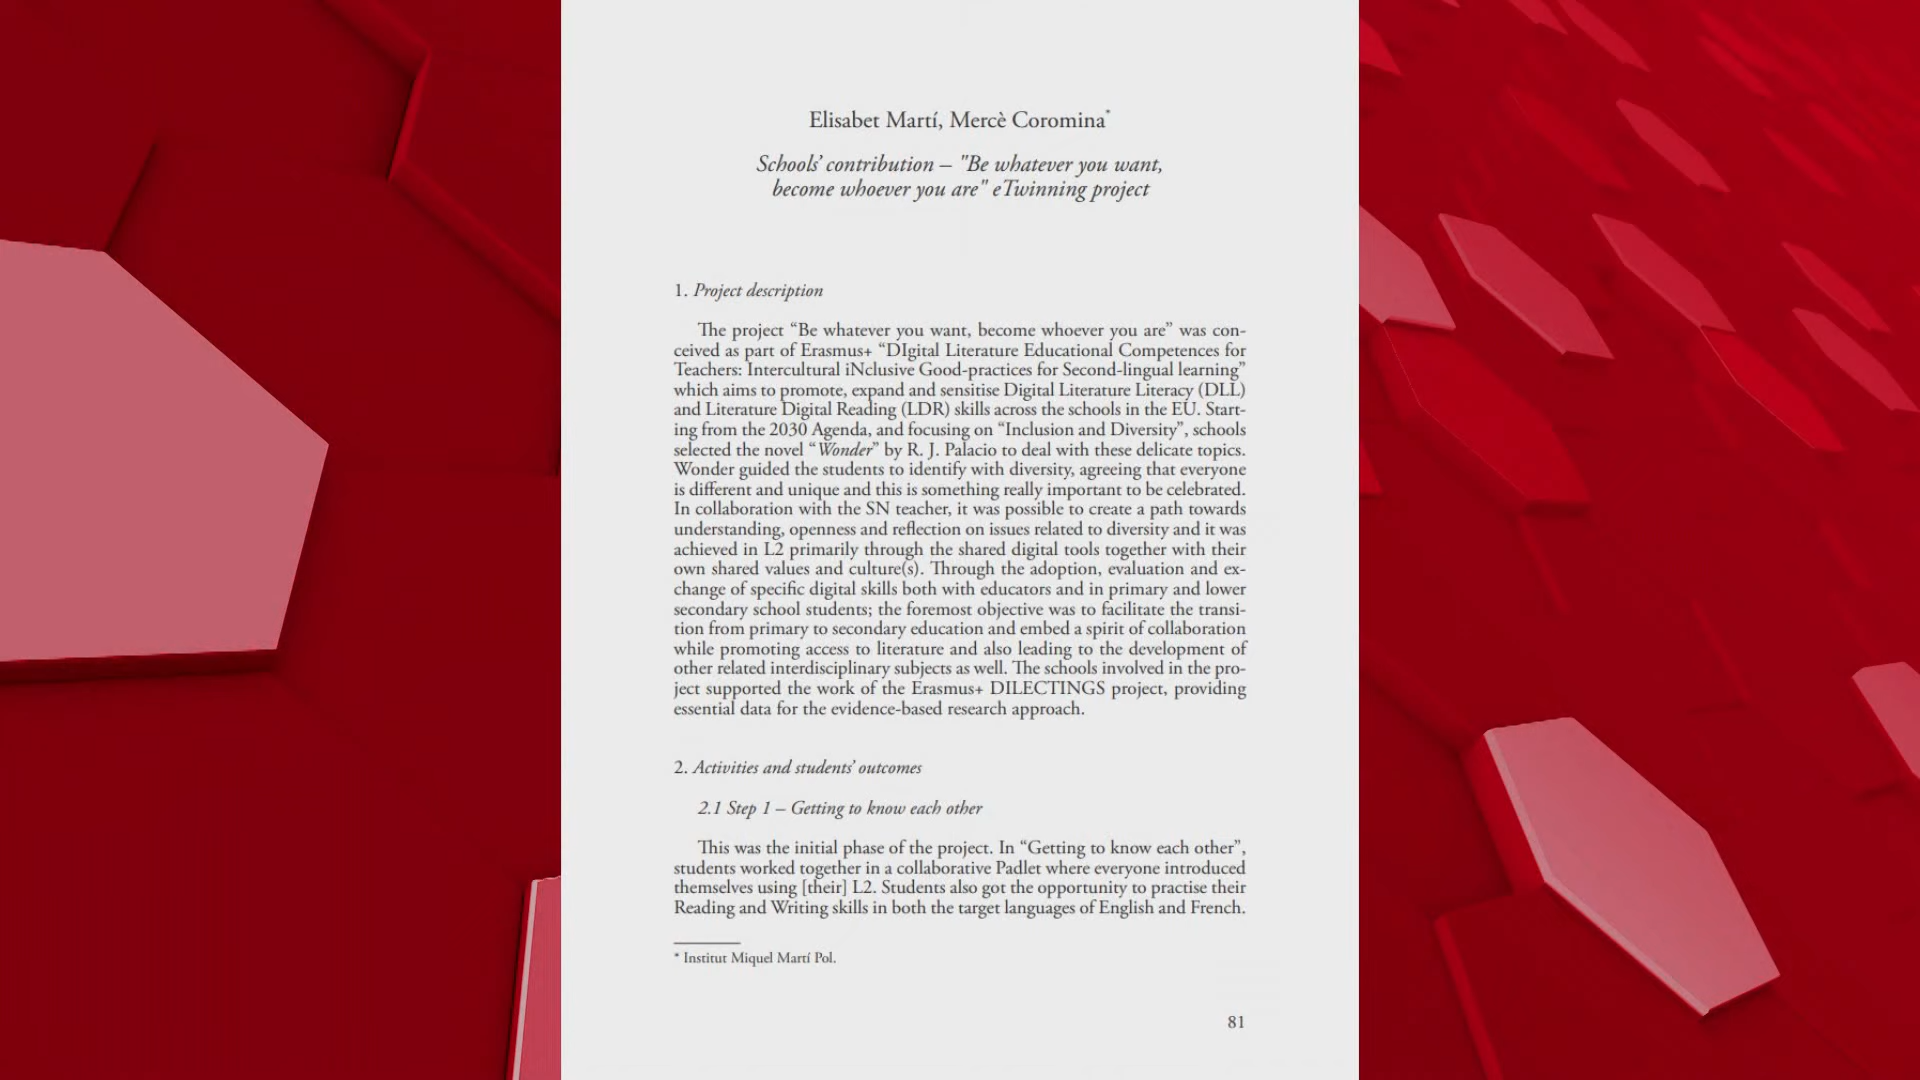 Elisabet Martí, Mercè Coromina*
Schools’ contribution – "Be whatever you want,
become whoever you are" eTwinning project
1. Project description
The project “Be whatever you want, become whoever you are” was con-
ceived as part of Erasmus+ “DIgital Literature Educational Competences for
Teachers: Intercultural iNclusive Good-practices for Second-lingual learning”
which aims to promote, expand and sensitise Digital Literature Literacy (DLL)
and Literature Digital Reading (LDR) skills across the schools in the EU. Start-
ing from the 2030 Agenda, and focusing on “Inclusion and Diversity”, schools
selected the novel “Wonder” by R. J. Palacio to deal with these delicate topics.
Wonder guided the students to identify with diversity, agreeing that everyone
is different and unique and this is something really important to be celebrated.
In collaboration with the SN teacher, it was possible to create a path towards
understanding, openness and reflection on issues related to diversity and it was
achieved in L2 primarily through the shared digital tools together with their
own shared values and culture(s). Through the adoption, evaluation and ex-
change of specific digital skills both with educators and in primary and lower
secondary school students; the foremost objective was to facilitate the transi-
tion from primary to secondary education and embed a spirit of collaboration
while promoting access to literature and also leading to the development of
other related interdisciplinary subjects as well. The schools involved in the pro-
ject supported the work of the Erasmus+ DILECTINGS project, providing
essential data for the evidence-based research approach.
2. Activities and students’ outcomes
2.1 Step 1 – Getting to know each other
This was the initial phase of the project. In “Getting to know each other”,
students worked together in a collaborative Padlet where everyone introduced
themselves using [their] L2. Students also got the opportunity to practise their
Reading and Writing skills in both the target languages of English and French.
* Institut Miquel Martí Pol.
81